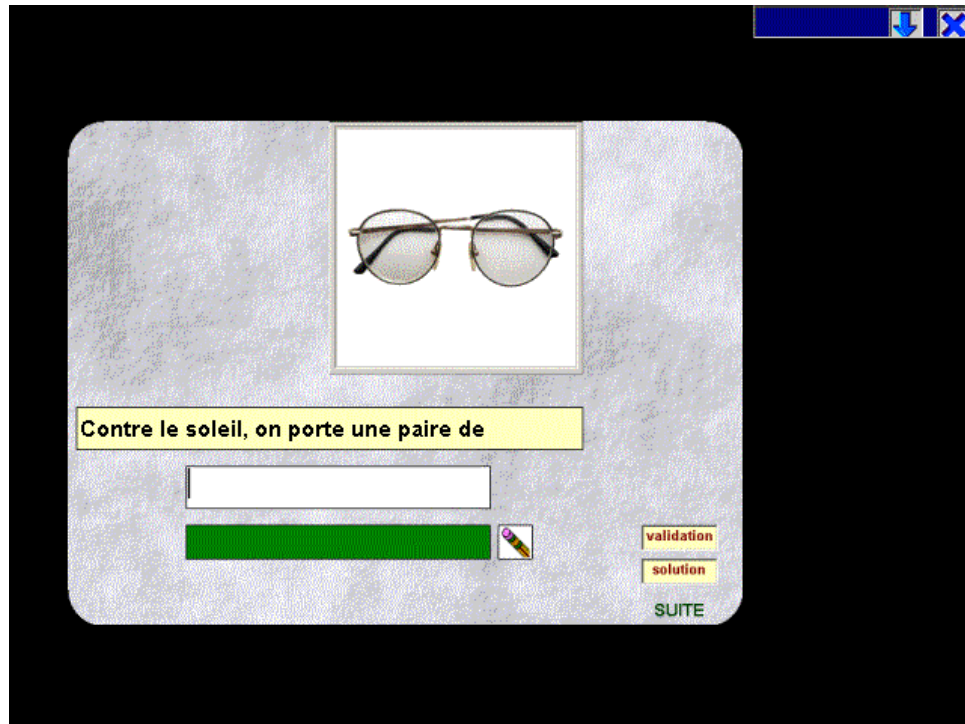 Contre le soleil, on porte une paire de
validation
solution
SUITE